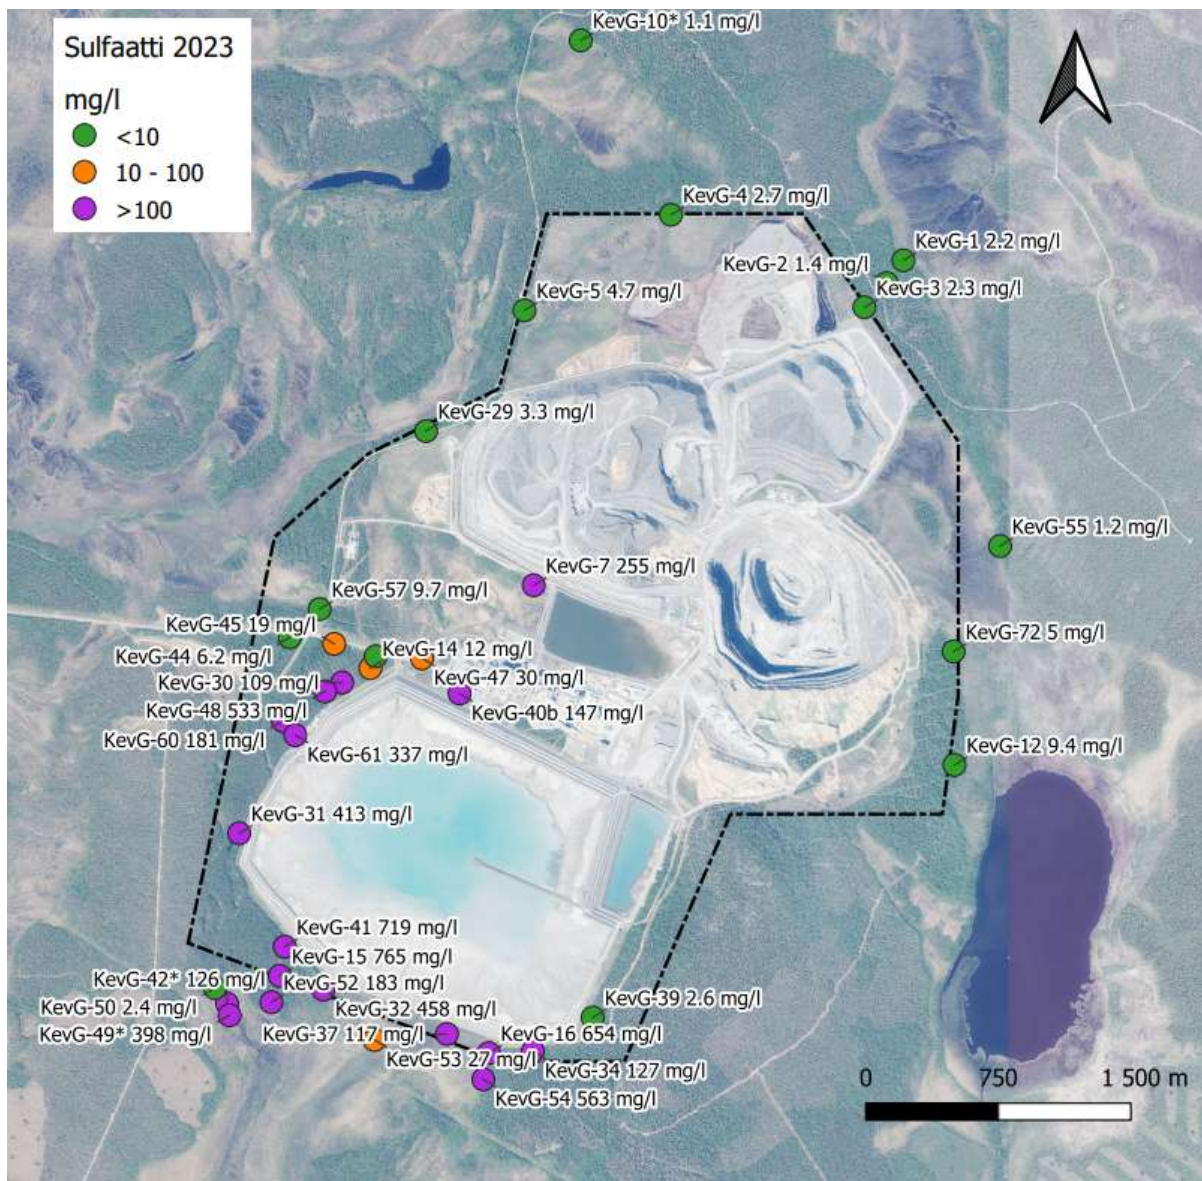 KevG-10* 1.1 mg/l
Sulfaatti 2023
mg/l
<10
10 - 100
>100
KevG-4 2.7 mg/l
KevG-1 2.2 mg/l
KevG-2 1.4 mg/l
KevG-3 2.3 mg/l
KevG-5 4.7 mg/l
KevG-29 3.3 mg/l
KevG-55 1.2 mg/l
KevG-7 255 mg/l
KevG-57 9.7 mg/l
KevG-45 19 mg/l
KevG-14 12 mg/l
KevG-72 5 mg/l
KevG-44 6.2 mg/l
KevG-47 30 mg/l
KevG-30 109 mg/l
KevG-40b 147 mg/l
KevG-48 533 mg/l
KevG-60 181 mg/l
KevG-61 337 mg/l
KevG-12 9.4 mg/l
KevG-31 413 mg/l
KevG-41 719 mg/l
KevG-15 765 mg/l
KevG-42* 126 mg/l
KevG-52 183 mg/l
KevG-50 2.4 mg/l
KevG-32 458 mg/l
KevG-39 2.6 mg/l
KevG-49* 398 mg/l
KevG-37 117 mg/l
KevG-16 654 mg/l
KevG-53 27 mg/l
KevG-34 127 mg/l
KevG-54 563 mg/l
0 750 1 500 m